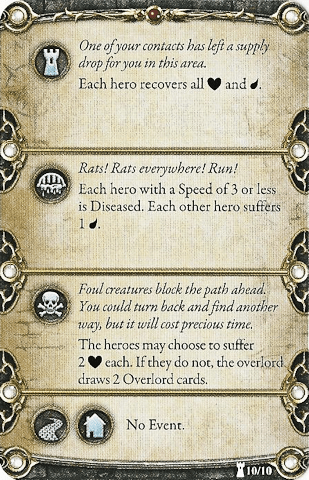 One of your contacts has left a supply
drop for you in this area.
Each hero recovers all ♥ and .
Rats! Rats everywhere! Run!
Each hero with a Speed of 3 or less
is Diseased. Each other hero suffers
1 .
Foul creatures block the path ahead.
You could turn back and find another
way, but it will cost precious time.
The heroes may choose to suffer
2 ♥ each. If they do not, the overlord
draws 2 Overlord cards.
No Event.
10/10